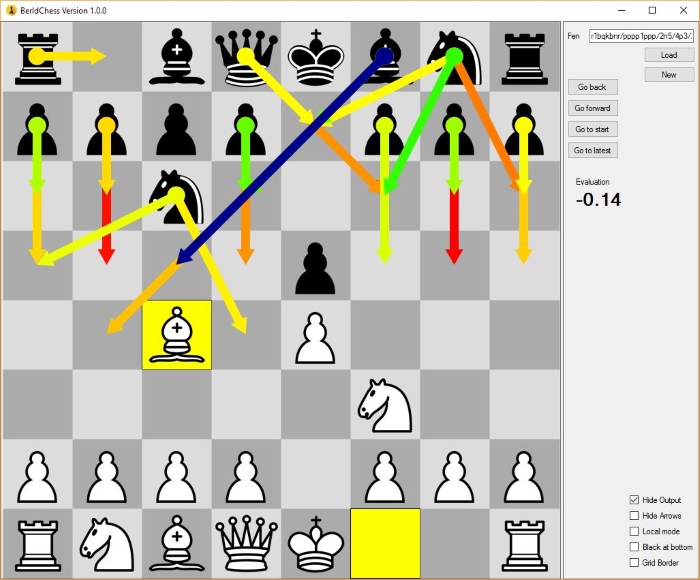 BerldChess Version 1.0.0
Fen r1bqkbnr/pppp1ppp/2n5/4p3/
Load
New
Go back
Go forward
Go to start
Go to latest
Evaluation
-0.14
Hide Output
Hide Arrows
Local mode
Black at bottom
Grid Border